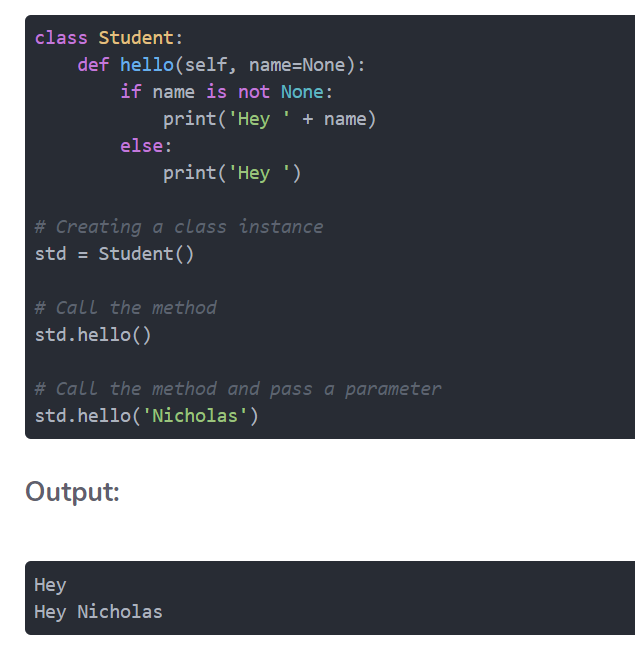 class Student:
    def hello(self, name=None):
        if name is not None:
            print('Hey ' + name)
        else:
            print('Hey ')
# Creating a class instance
std = Student()
# Call the method
std.hello()
# Call the method and pass a parameter
std.hello('Nicholas')
Output:
Hey
Hey Nicholas